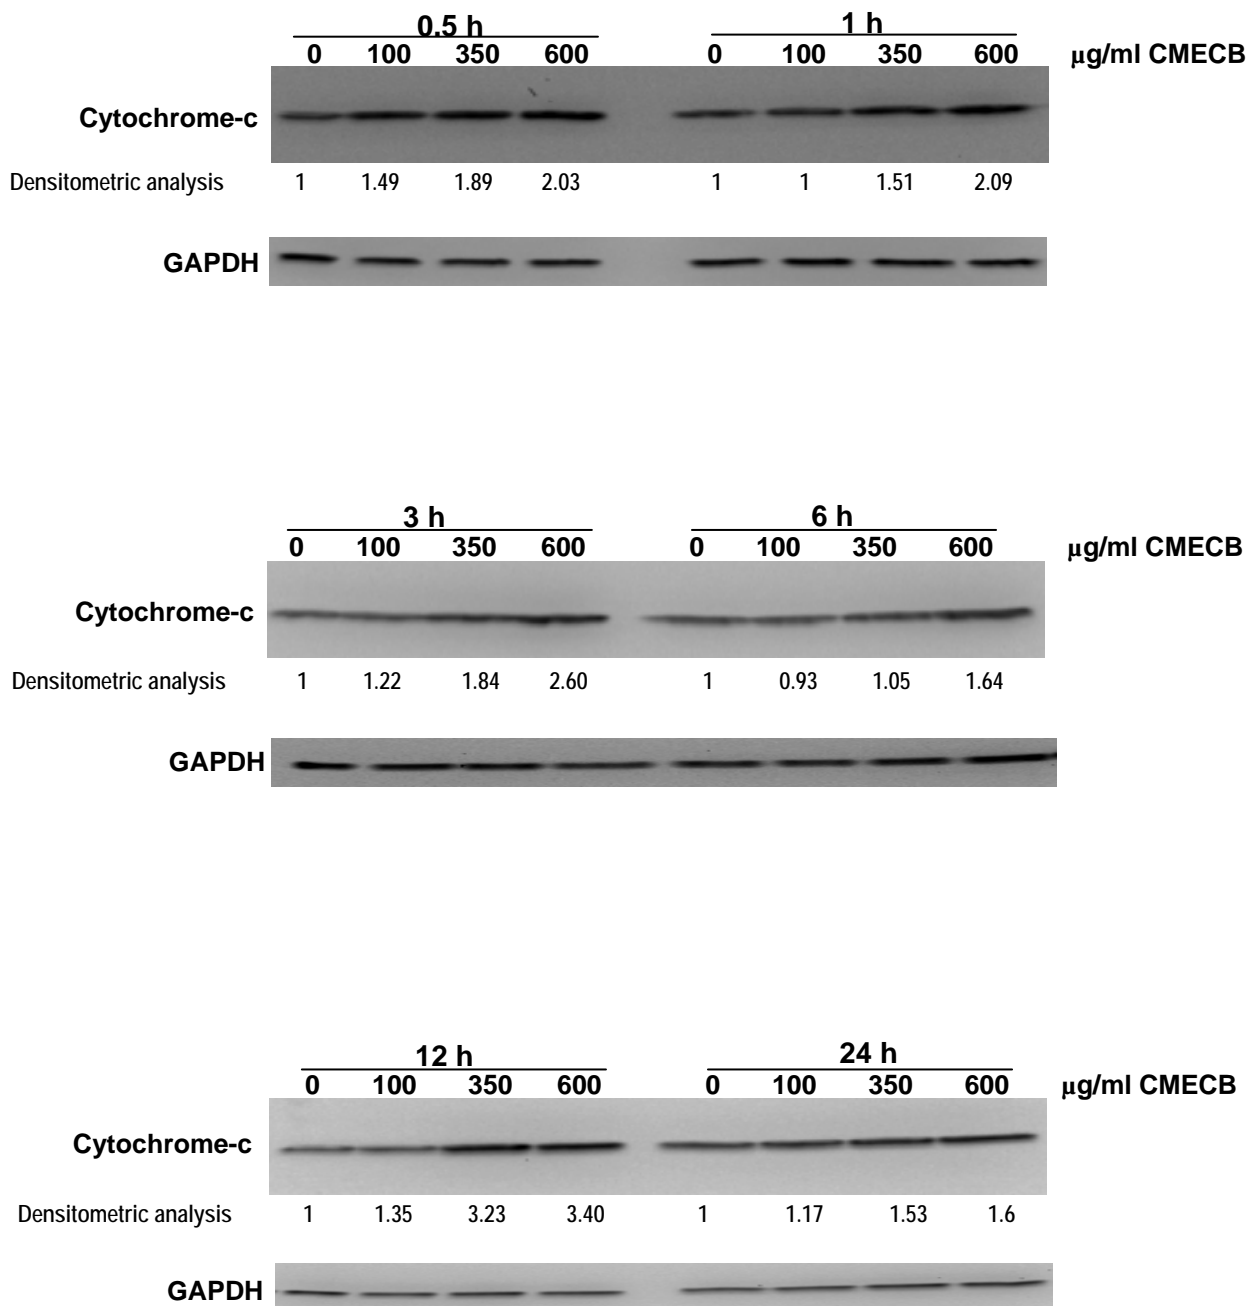 0.5 h 1 h
0 100 350 600 0 100 350 600 µg/ml CMECB
Cytochrome-c
Densitometric analysis 1 1.49 1.89 2.03 1 1 1.51 2.09
GAPDH
3 h 6 h
0 100 350 600 0 100 350 600 µg/ml CMECB
Cytochrome-c
Densitometric analysis 1 1.22 1.84 2.60 1 0.93 1.05 1.64
GAPDH
12 h 24 h
0 100 350 600 0 100 350 600 µg/ml CMECB
Cytochrome-c
Densitometric analysis 1 1.35 3.23 3.40 1 1.17 1.53 1.6
GAPDH